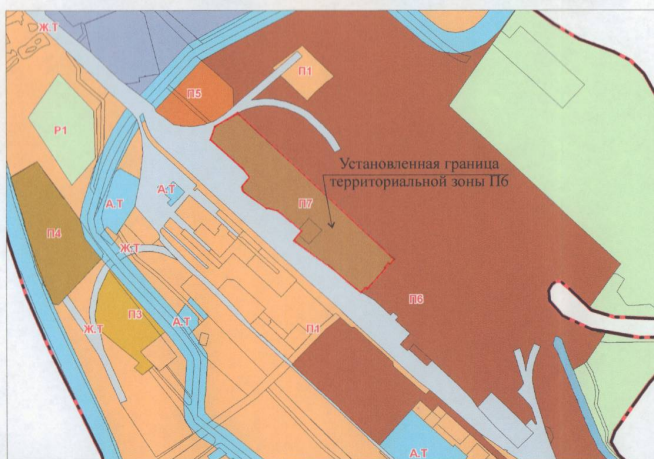 Ж.Т
П5
П1
Р1
Установленная граница
территориальной зоны П6
А.Т
А.Т
П7
П4
Ж.Т
П6
П3
А.Т
Ж.Т
П1
А.Т